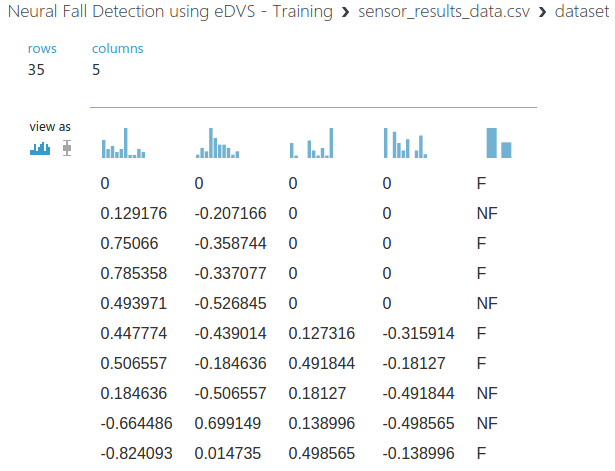 Neural Fall Detection using eDVS - Training › sensor_results_data.csv › dataset
rows columns
35 5
view as
0 0 0 0 F
0.129176 -0.207166 0 0 NF
0.75066 -0.358744 0 0 F
0.785358 -0.337077 0 0 F
0.493971 -0.526845 0 0 NF
0.447774 -0.439014 0.127316 -0.315914 F
0.506557 -0.184636 0.491844 -0.18127 F
0.184636 -0.506557 0.18127 -0.491844 NF
-0.664486 0.699149 0.138996 -0.498565 NF
-0.824093 0.014735 0.498565 -0.138996 F